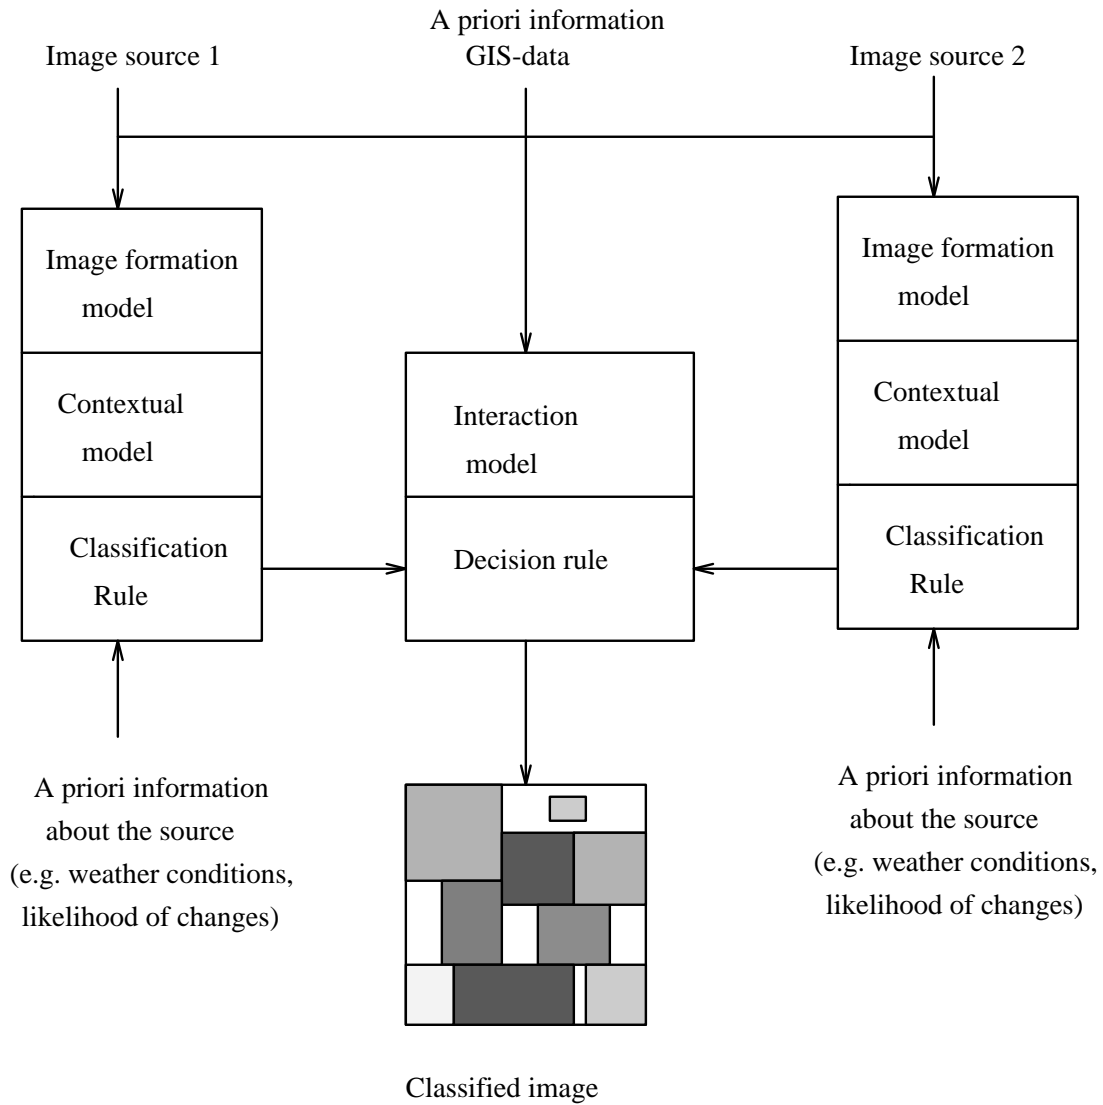 A priori information
GIS-data
Image source 1
Image source 2
Image formation
model
Contextual
model
Classification
Rule
Interaction
model
Decision rule
Image formation
model
Contextual
model
Classification
Rule
A priori information
about the source
(e.g. weather conditions,
likelihood of changes)
A priori information
about the source
(e.g. weather conditions,
likelihood of changes)
Classified image